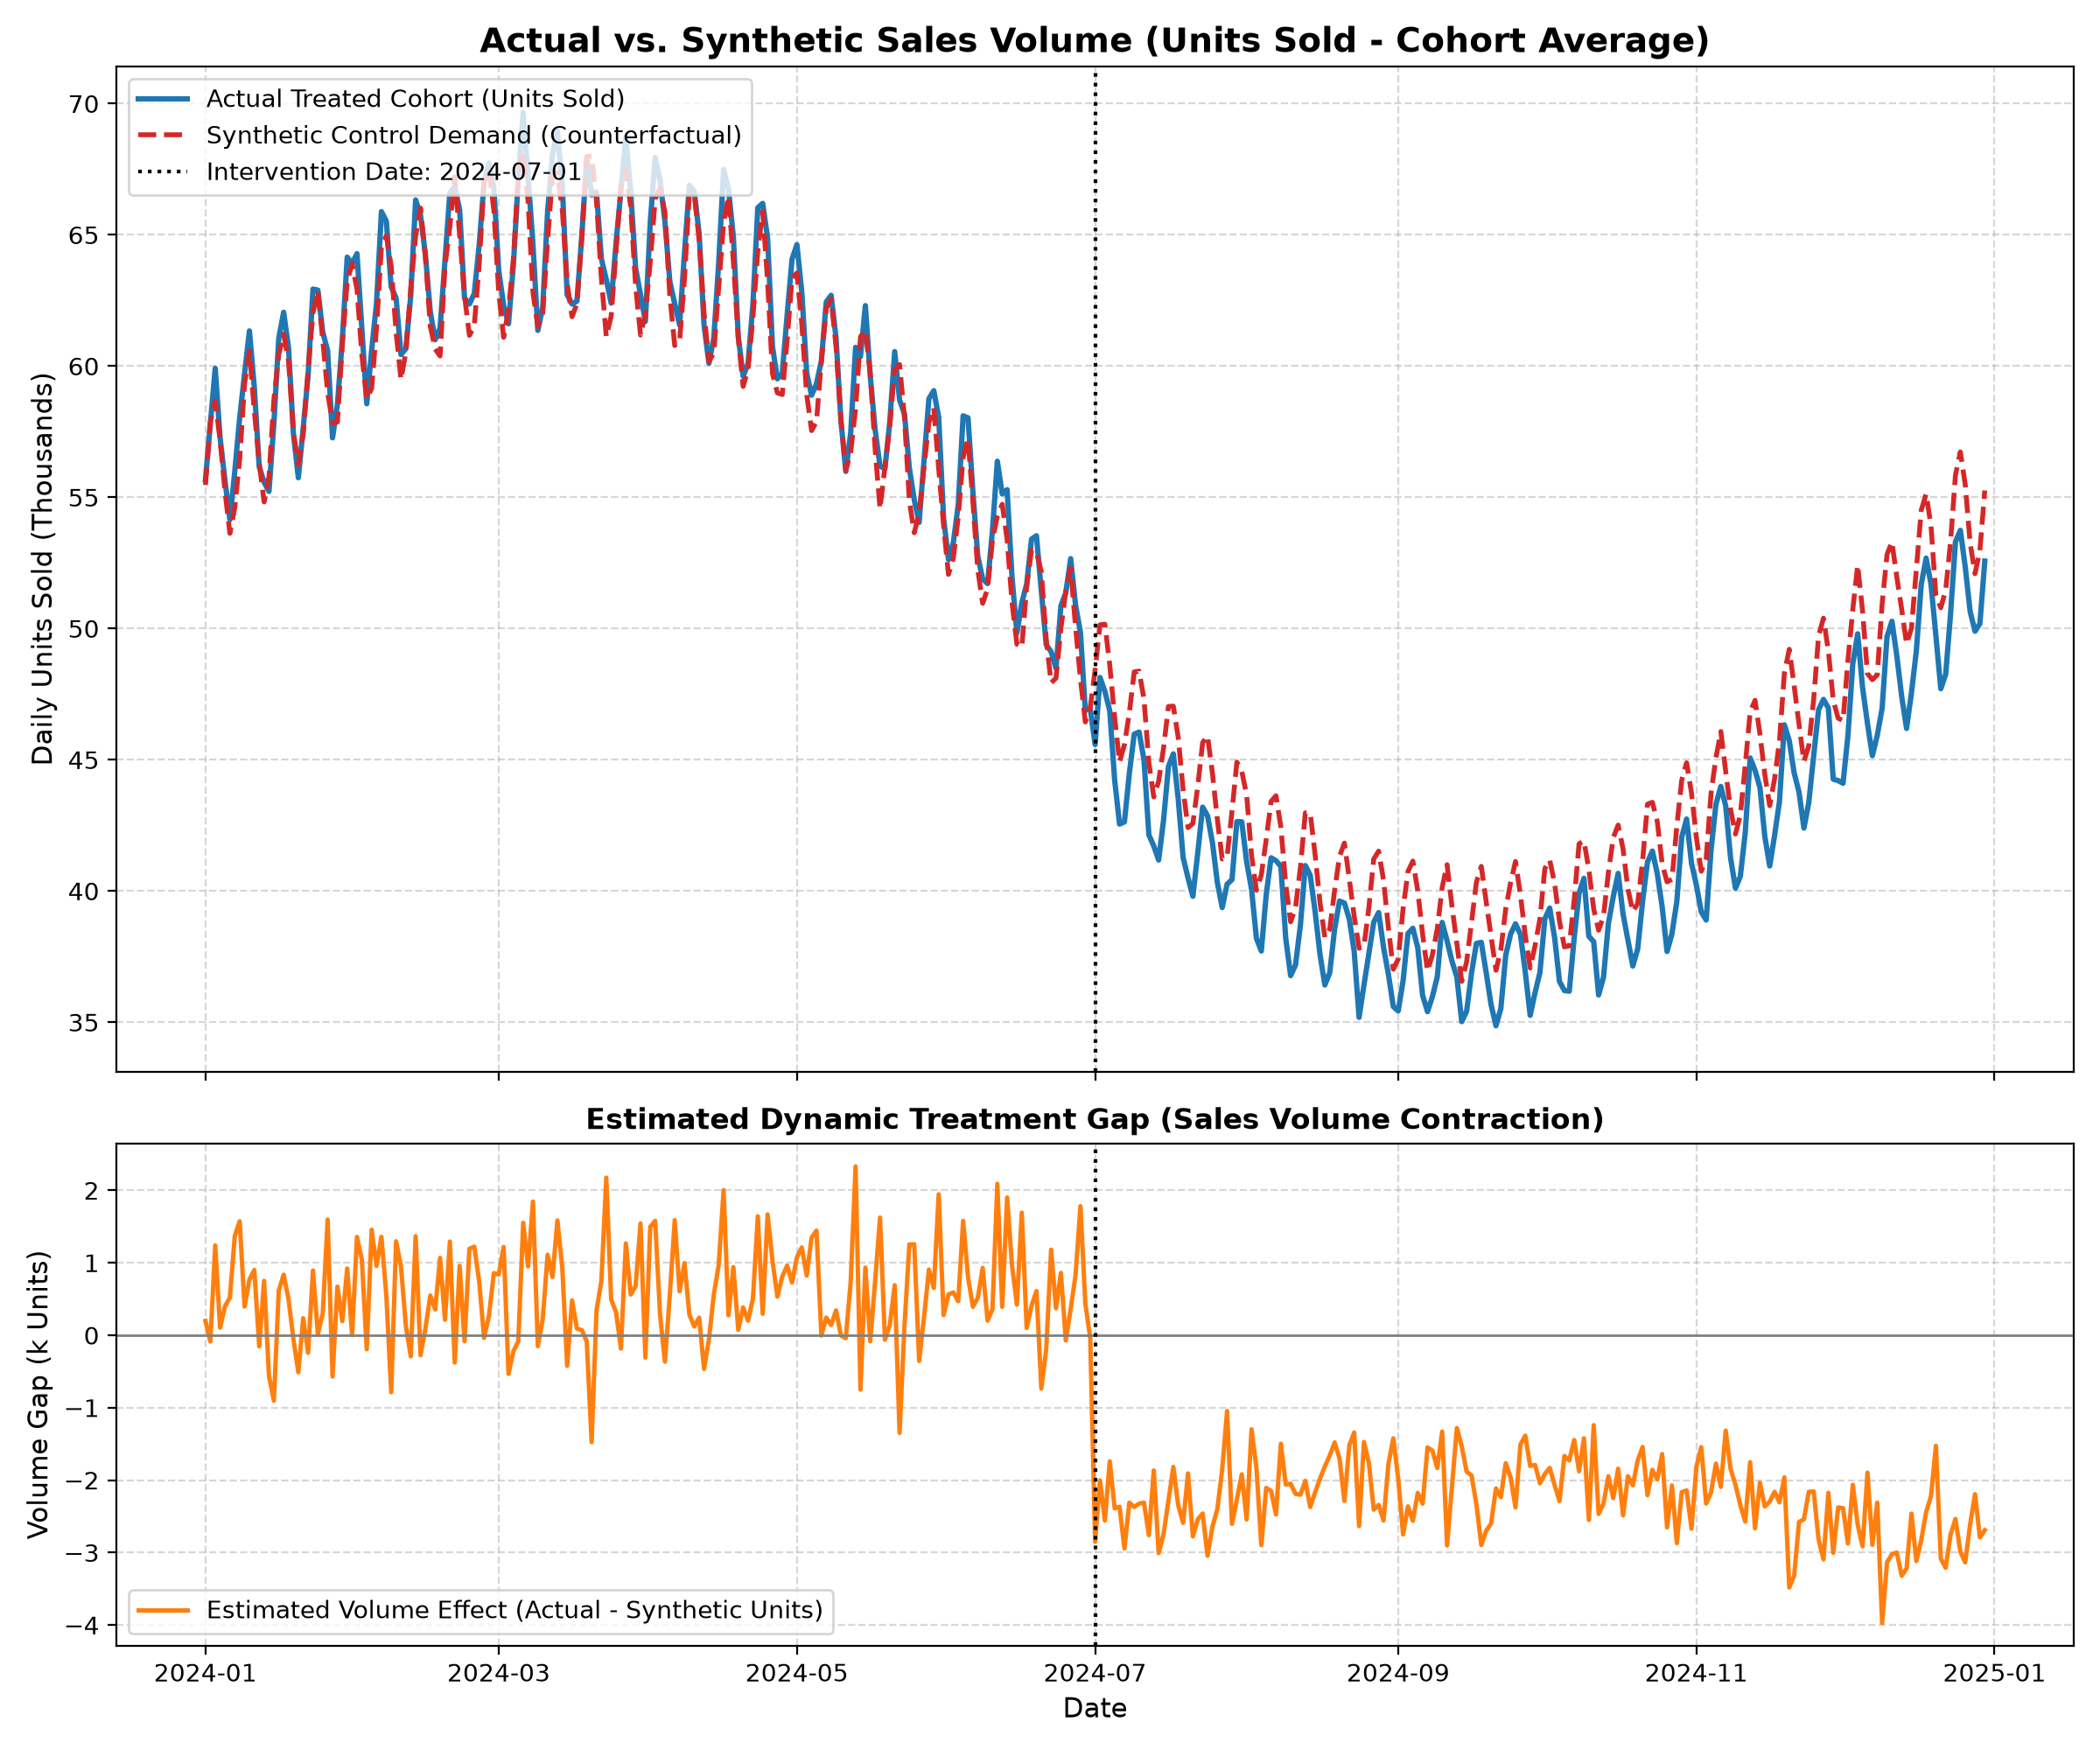 Actual vs. Synthetic Sales Volume (Units Sold - Cohort Average)
Actual Treated Cohort (Units Sold)
Synthetic Control Demand (Counterfactual)
Intervention Date: 2024-07-01
Daily Units Sold (Thousands)
70
65
60
55
50
45
40
35
Estimated Dynamic Treatment Gap (Sales Volume Contraction)
Volume Gap (k Units)
2
1
0
−1
−2
−3
−4
Estimated Volume Effect (Actual - Synthetic Units)
2024-01
2024-03
2024-05
2024-07
2024-09
2024-11
2025-01
Date